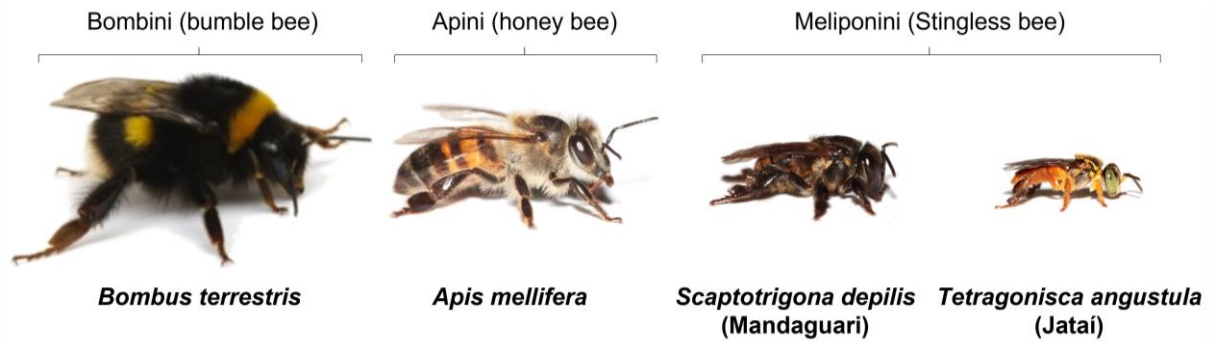 Bombini (bumble bee)
Apini (honey bee)
Meliponini (Stingless bee)
Bombus terrestris
Apis mellifera
Scaptotrigona depilis
(Mandaguari)
Tetragonisca angustula
(Jataí)